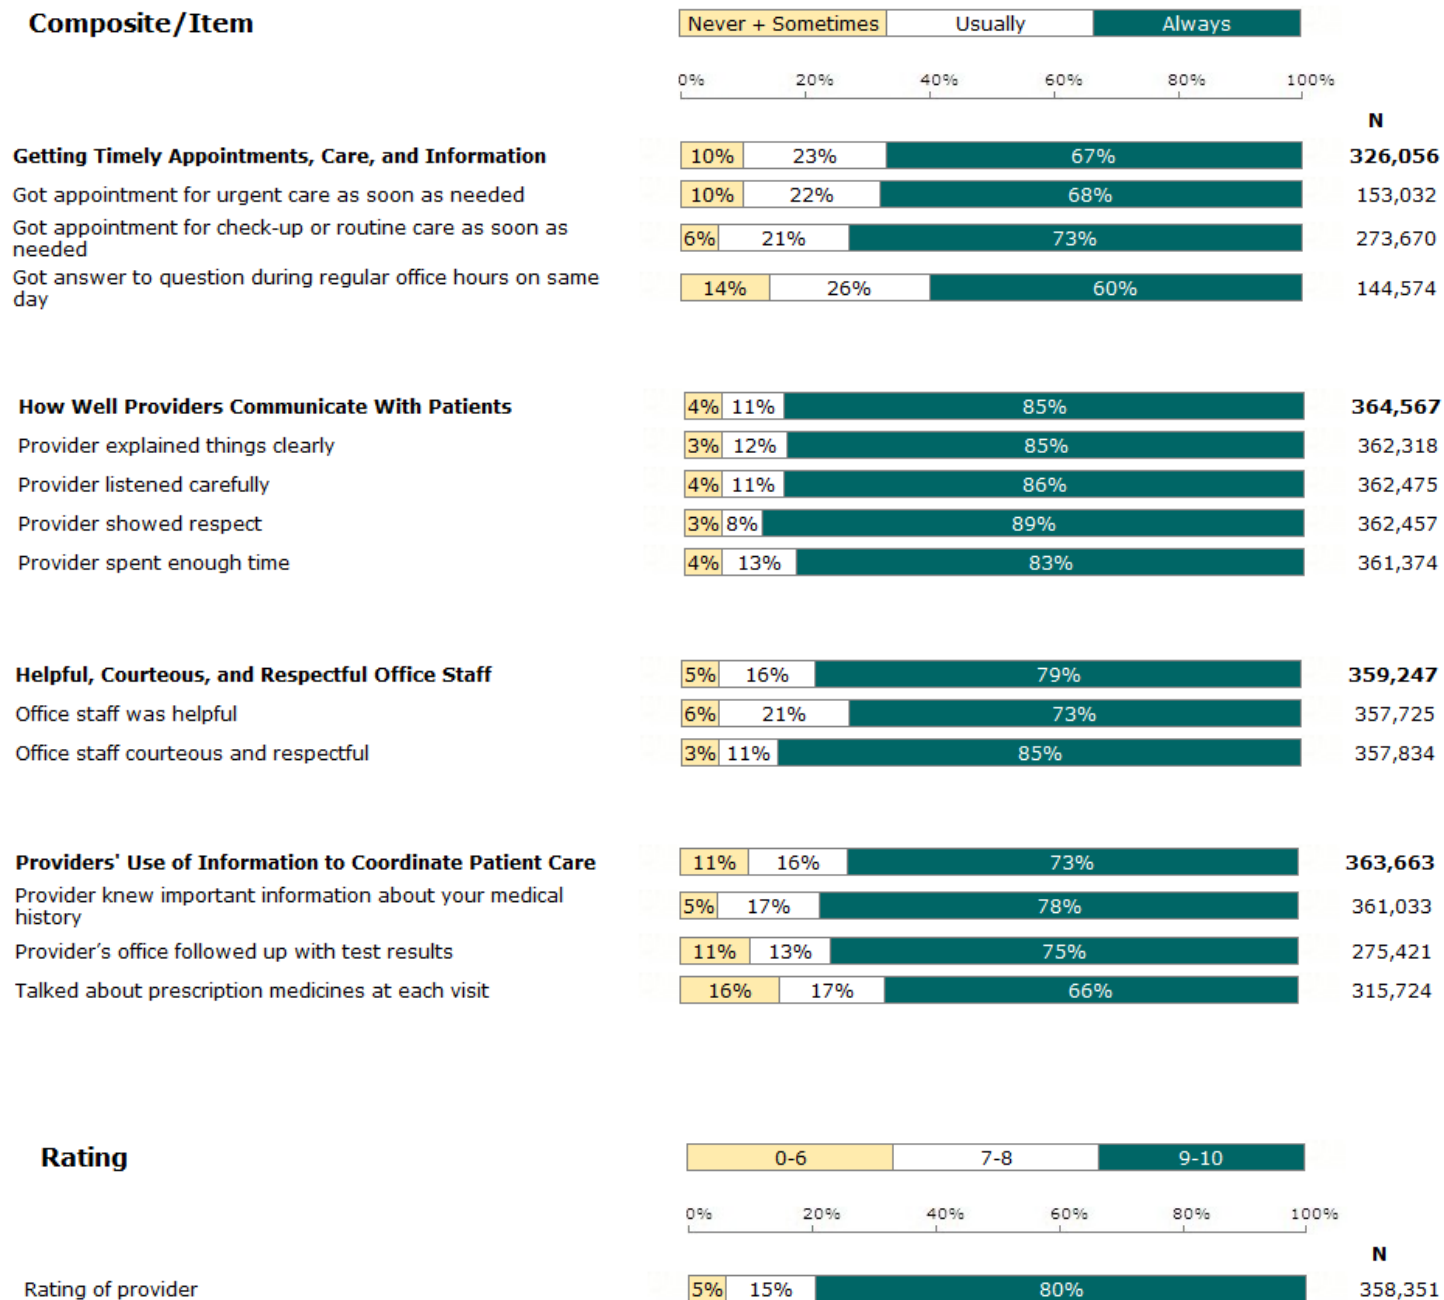 Composite/Item
Never + Sometimes Usually Always
0% 20% 40% 60% 80% 100%
N
Getting Timely Appointments, Care, and Information 10% 23% 67% 326,056
Got appointment for urgent care as soon as needed 10% 22% 68% 153,032
Got appointment for check-up or routine care as soon as
needed 6% 21% 73% 273,670
Got answer to question during regular office hours on same
day 14% 26% 60% 144,574
How Well Providers Communicate With Patients 4% 11% 85% 364,567
Provider explained things clearly 3% 12% 85% 362,318
Provider listened carefully 4% 11% 86% 362,475
Provider showed respect 3% 8% 89% 362,457
Provider spent enough time 4% 13% 83% 361,374
Helpful, Courteous, and Respectful Office Staff 5% 16% 79% 359,247
Office staff was helpful 6% 21% 73% 357,725
Office staff courteous and respectful 3% 11% 85% 357,834
Providers' Use of Information to Coordinate Patient Care 11% 16% 73% 363,663
Provider knew important information about your medical
history 5% 17% 78% 361,033
Provider’s office followed up with test results 11% 13% 75% 275,421
Talked about prescription medicines at each visit 16% 17% 66% 315,724
Rating
0-6 7-8 9-10
0% 20% 40% 60% 80% 100%
N
Rating of provider 5% 15% 80% 358,351